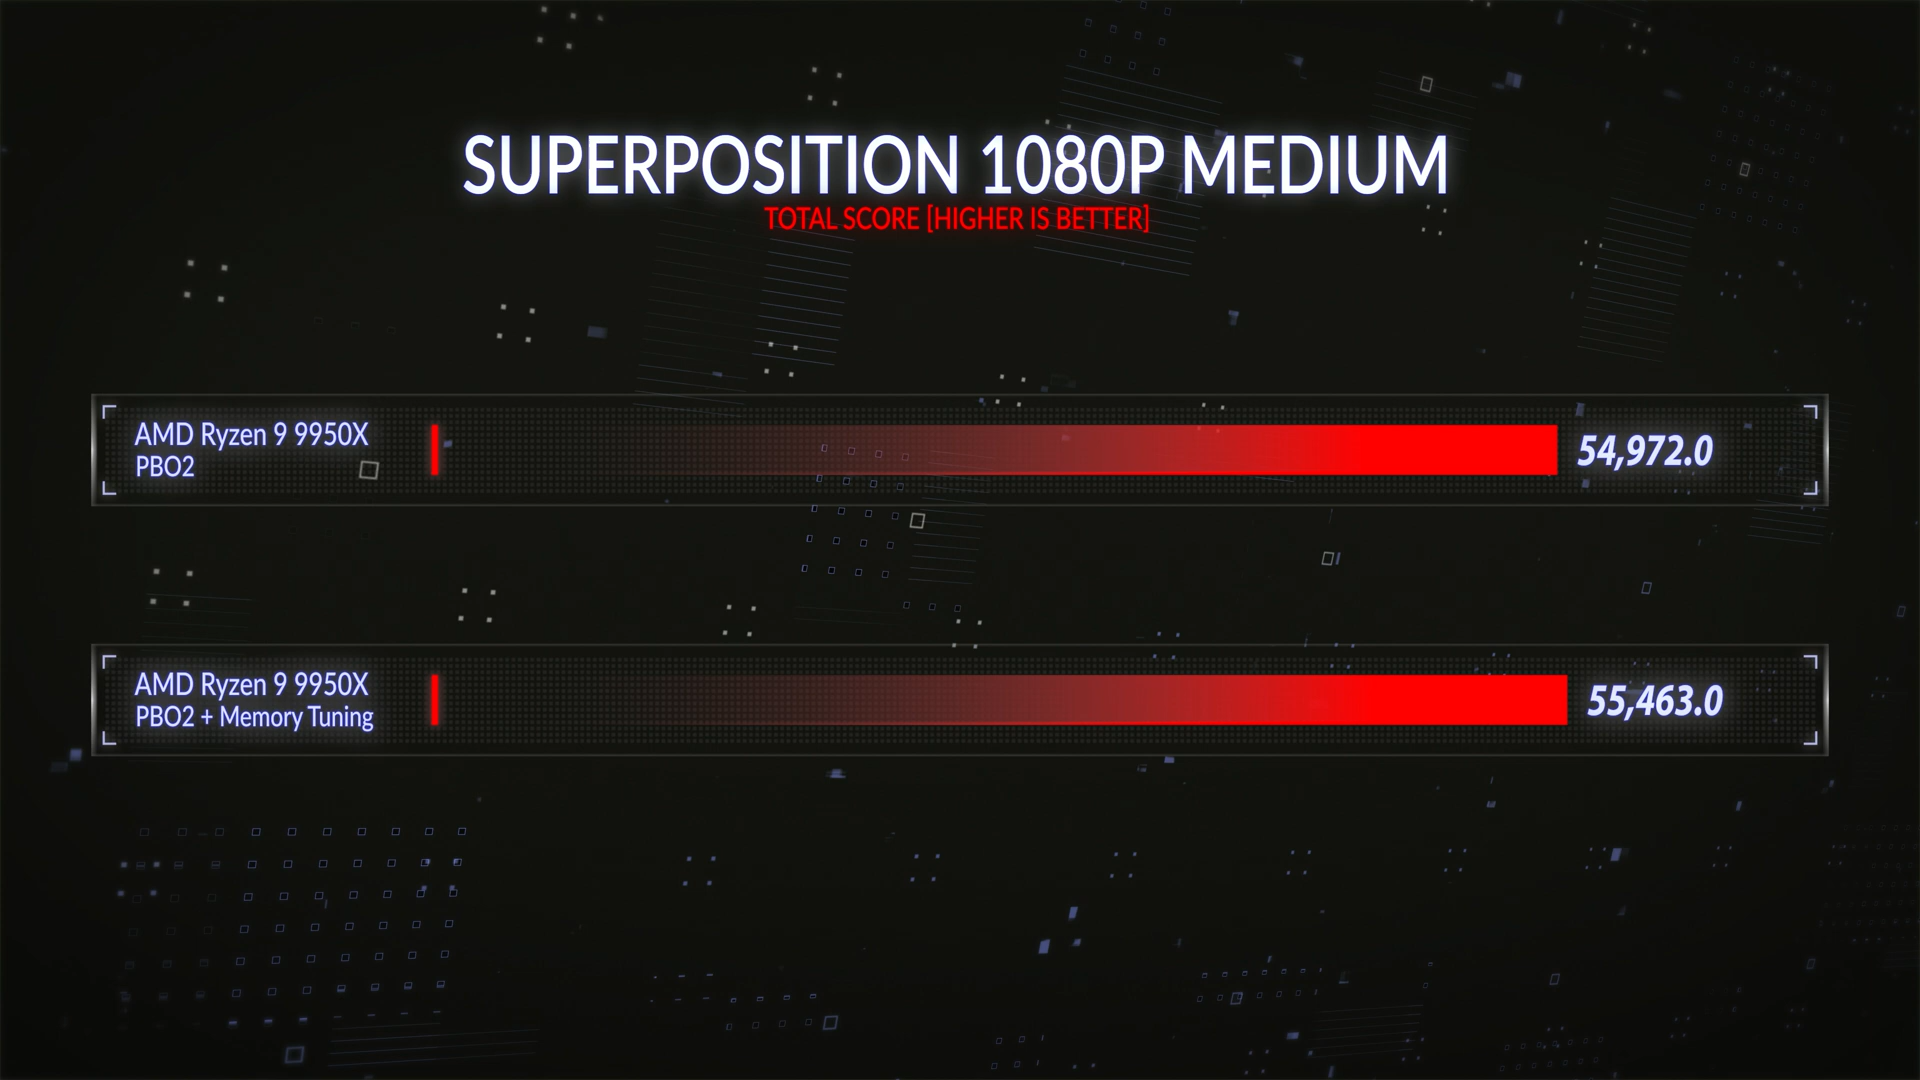 SUPERPOSITION 1080P MEDIUM
TOTAL SCORE [HIGHER IS BETTER]
AMD Ryzen 9 9950X
PBO2
54,972.0
AMD Ryzen 9 9950X
PBO2 + Memory Tuning
55,463.0